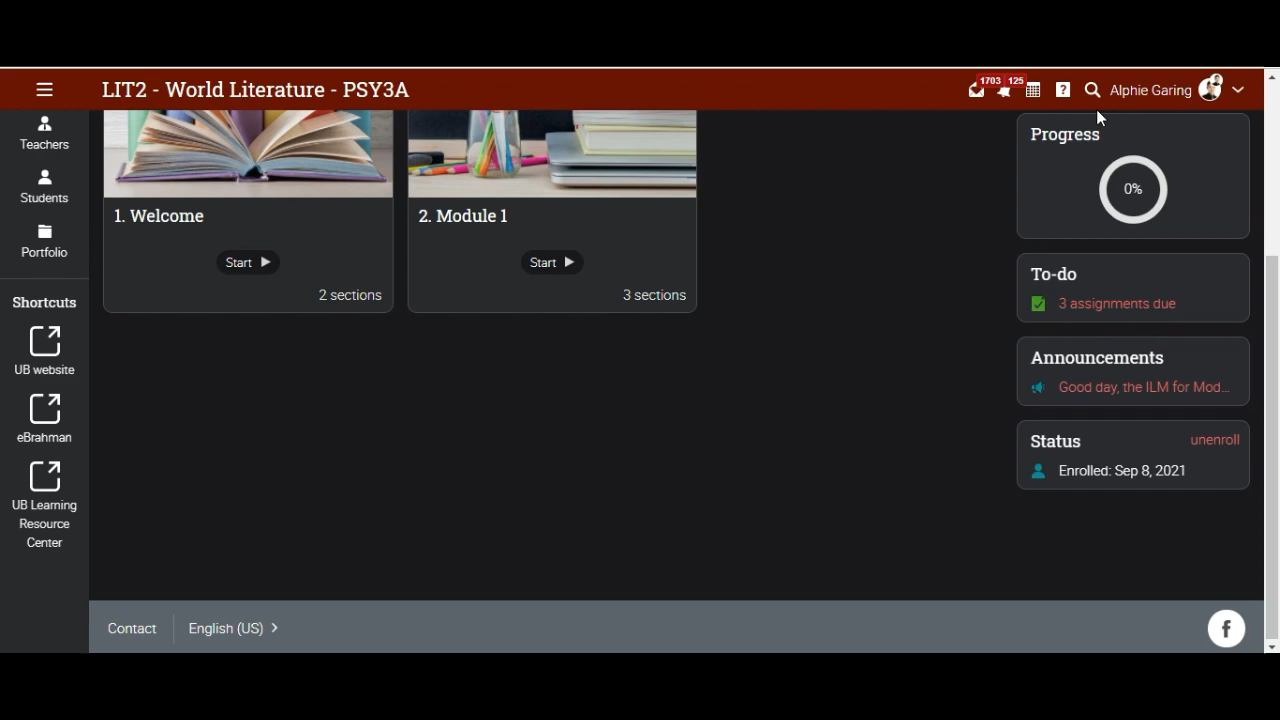 LIT2 - World Literature - PSY3A
1703 125
?
Alphie Garing
Teachers
Students
Portfolio
Shortcuts
UB website
eBrahman
UB Learning
Resource
Center
1. Welcome
Start
2 sections
2. Module 1
Start
3 sections
Progress
0%
To-do
3 assignments due
Announcements
Good day, the ILM for Mod...
Status
unenroll
Enrolled: Sep 8, 2021
Contact
English (US)
f